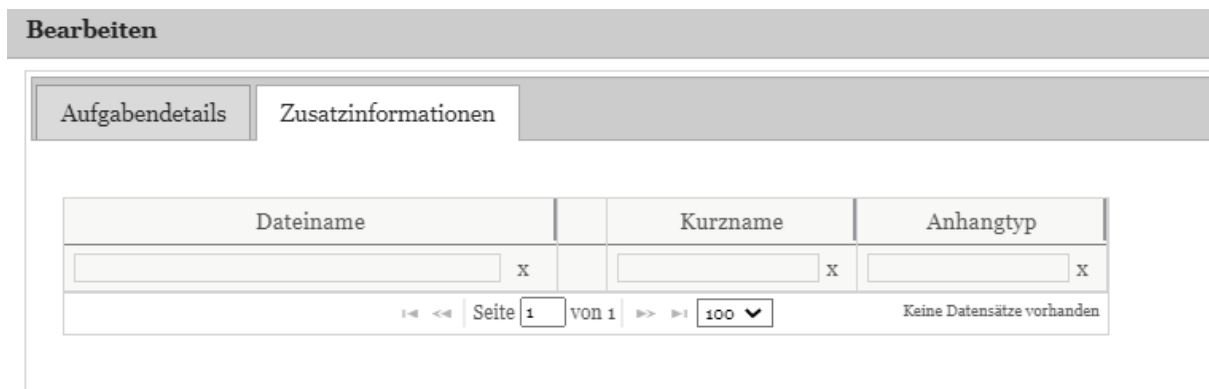 Bearbeiten
Aufgabendetails Zusatzinformationen
Dateiname Kurzname Anhangtyp
x x x
Seite 1 von 1 100 Keine Datensätze vorhanden